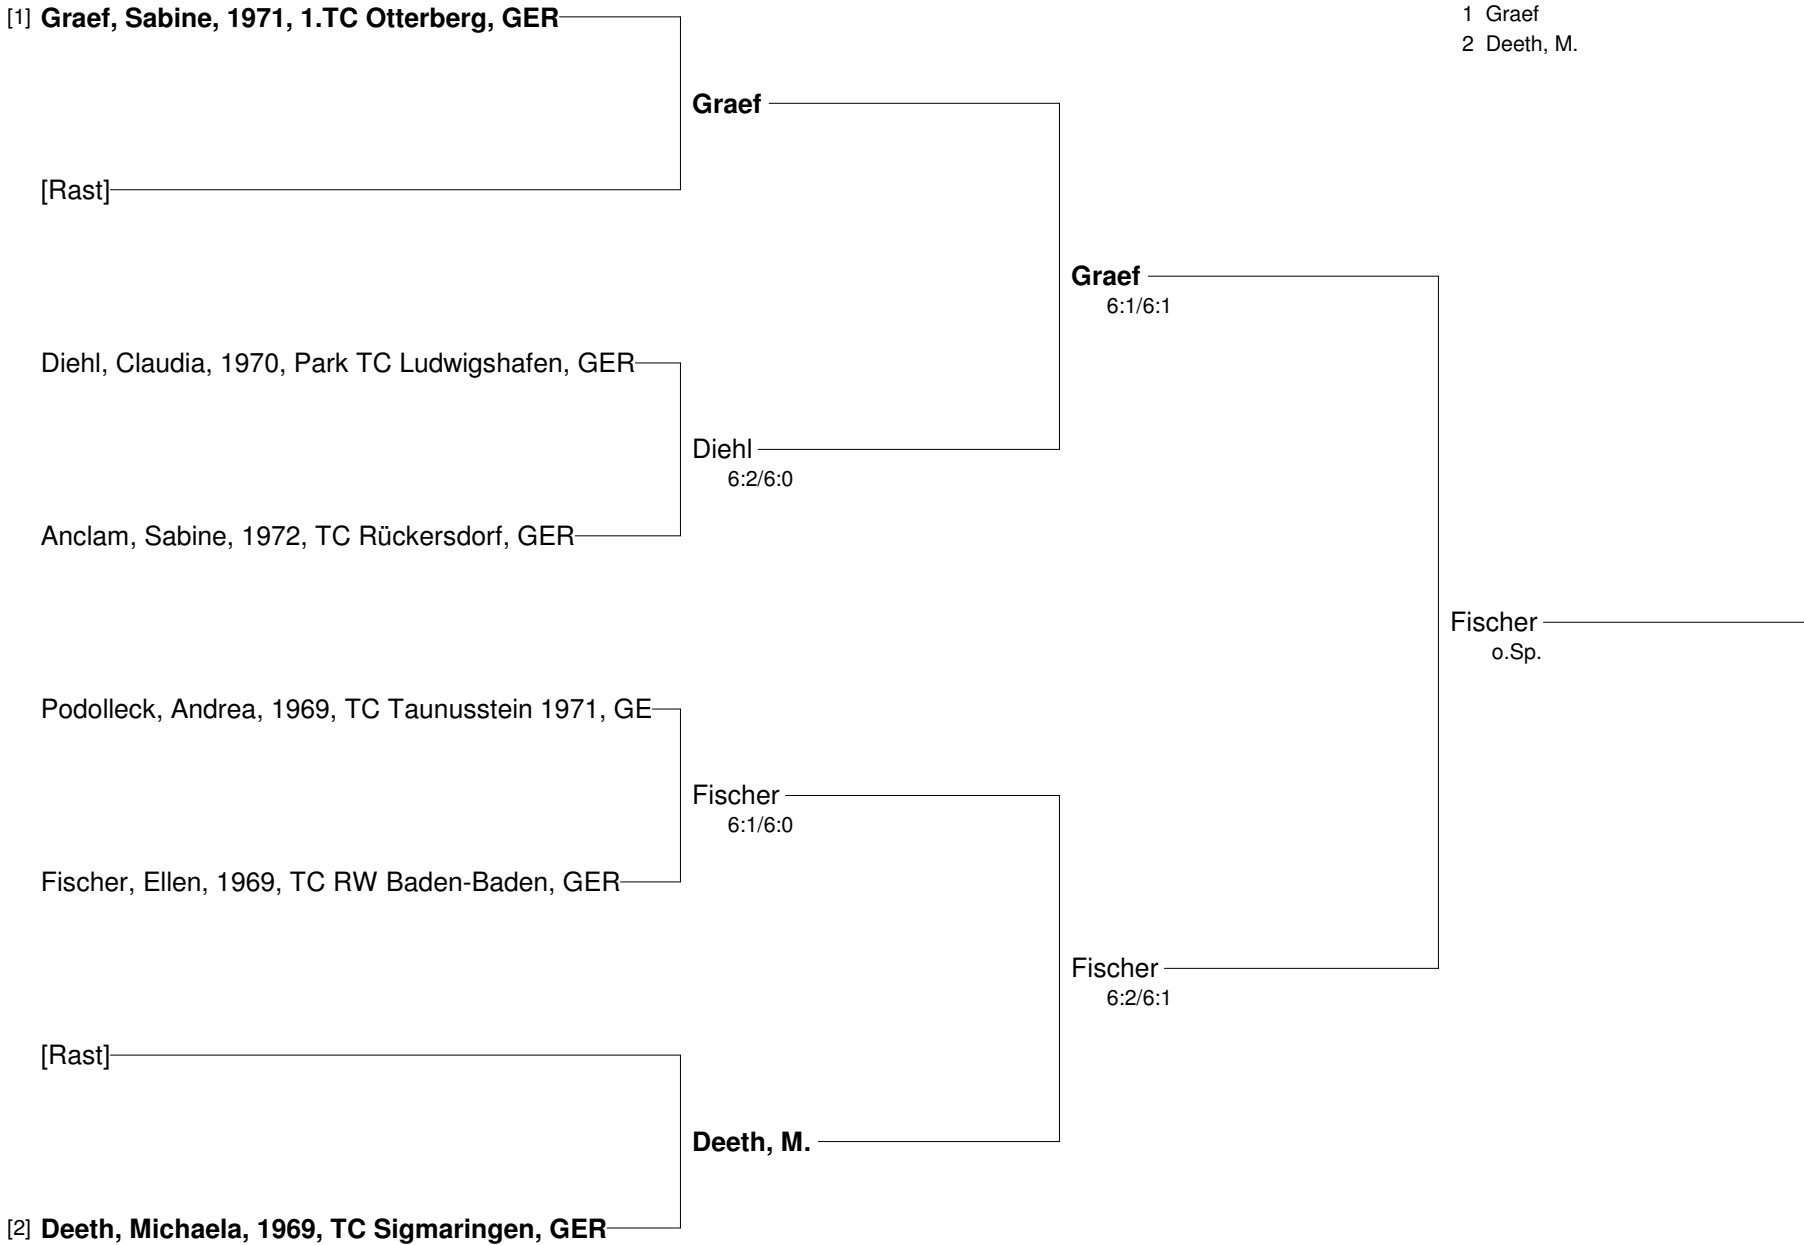 [1] Graef, Sabine, 1971, 1.TC Otterberg, GER
1 Graef
2 Deeth, M.
Graef
[Rast]
Graef
6:1/6:1
Diehl, Claudia, 1970, Park TC Ludwigshafen, GER
Diehl
6:2/6:0
Anclam, Sabine, 1972, TC Rückersdorf, GER
Fischer
o.Sp.
Podolleck, Andrea, 1969, TC Taunusstein 1971, GE
Fischer
6:1/6:0
Fischer, Ellen, 1969, TC RW Baden-Baden, GER
Fischer
6:2/6:1
[Rast]
Deeth, M.
[2] Deeth, Michaela, 1969, TC Sigmaringen, GER